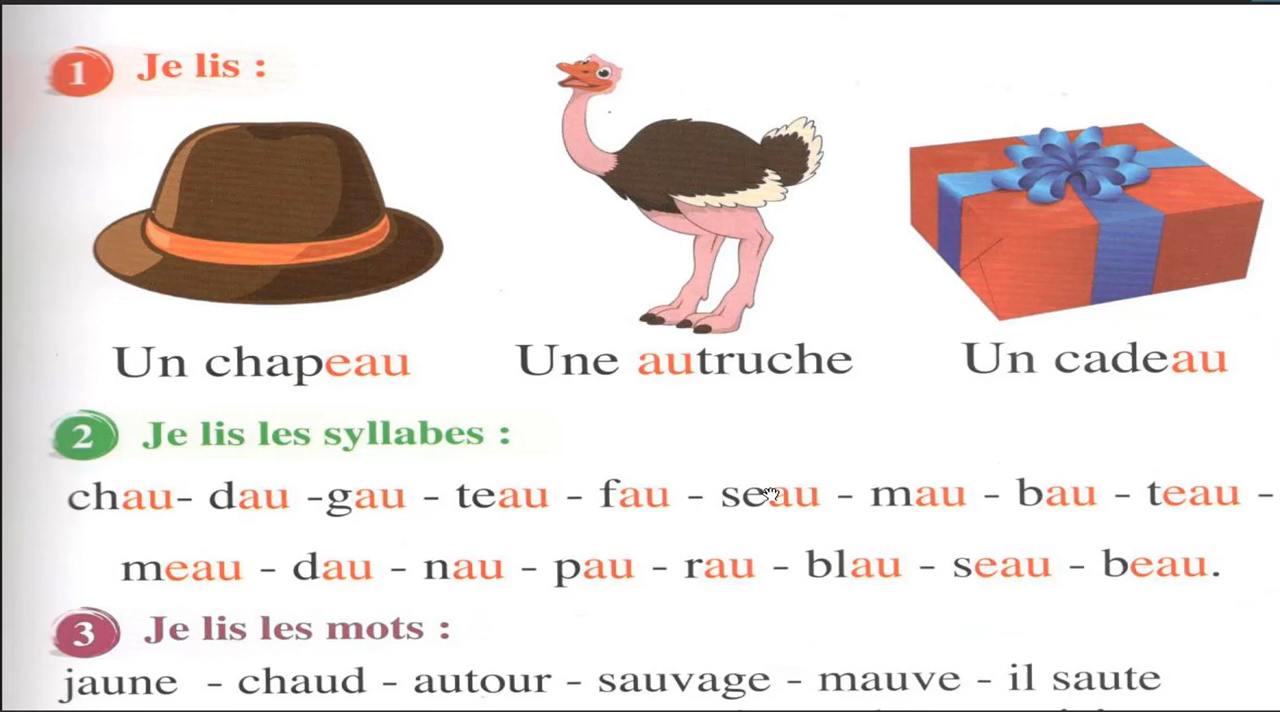 1 Je lis :
Un chapeau Une autruche Un cadeau
2 Je lis les syllabes :
chau- dau -gau - teau - fau - seau - mau - bau - teau -
meau - dau - nau - pau - rau - blau - seau - beau.
3 Je lis les mots :
jaune - chaud - autour - sauvage - mauve - il saute